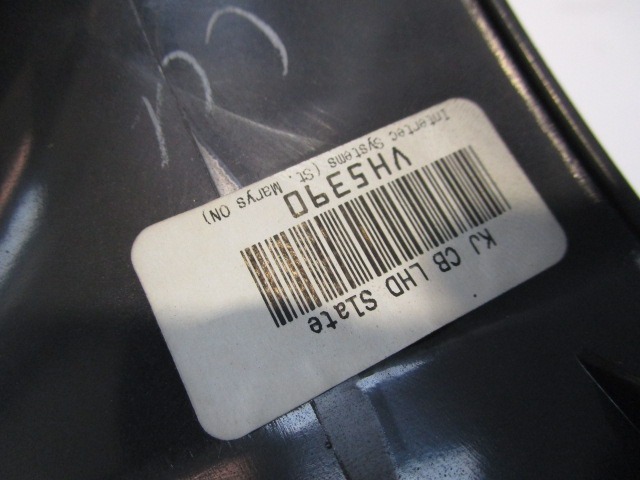 KJ CB LHD Slate
VH5390
Intertec Systems (St. Marys ON)